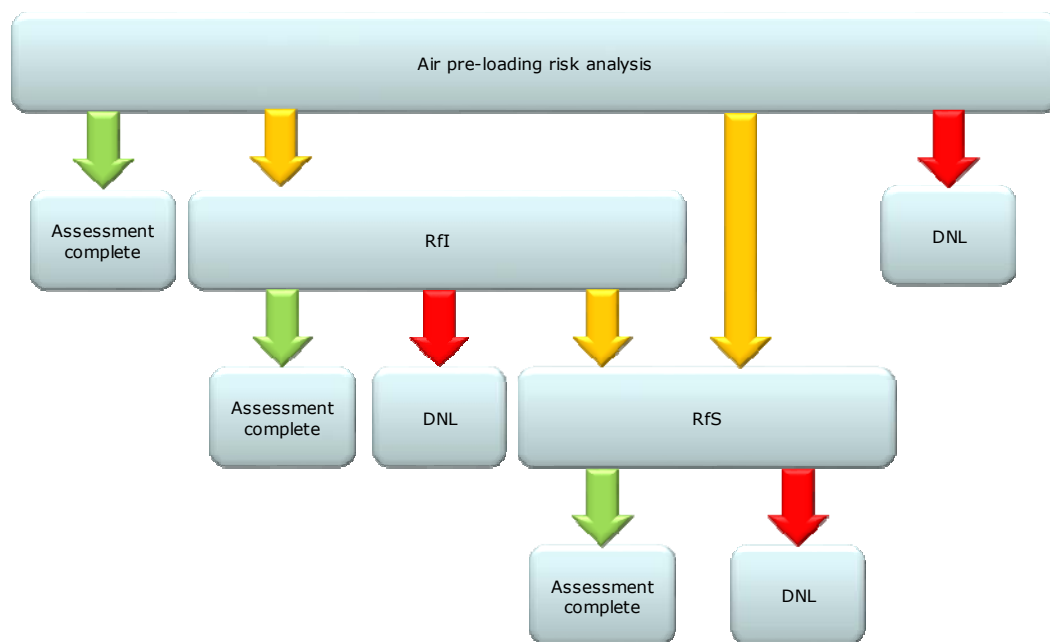 Air pre-loading risk analysis
Assessment
complete
RfI
DNL
Assessment
complete
DNL
RfS
Assessment
complete
DNL